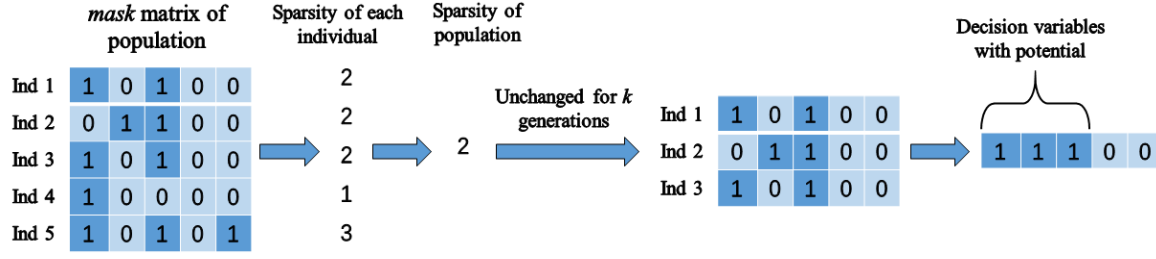 mask matrix of
population
Sparsity of each
individual
Sparsity of
population
Decision variables
with potential
Ind 1 1 0 1 0 0
Ind 2 0 1 1 0 0
Ind 3 1 0 1 0 0
Ind 4 1 0 0 0 0
Ind 5 1 0 1 0 1
2
2
2
1
3
2
Unchanged for k
generations
Ind 1 1 0 1 0 0
Ind 2 0 1 1 0 0
Ind 3 1 0 1 0 0
1 1 1 0 0